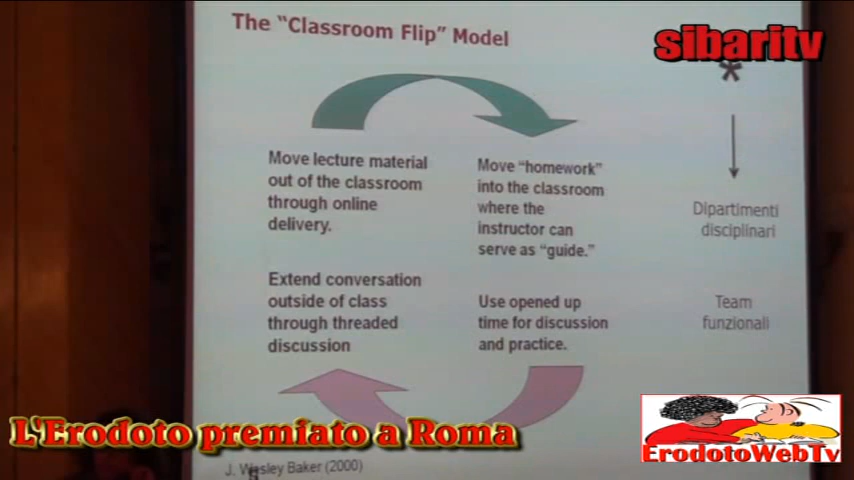 The “Classroom Flip” Model
sibaritv
*
Move lecture material
out of the classroom
through online
delivery.
Move “homework”
into the classroom
where the
instructor can
serve as “guide.”
Dipartimenti
disciplinari
Extend conversation
outside of class
through threaded
discussion
Use opened up
time for discussion
and practice.
Team
funzionali
L'Erodoto premiato a Roma
ErodotoWebTv
J. Wesley Baker (2000)